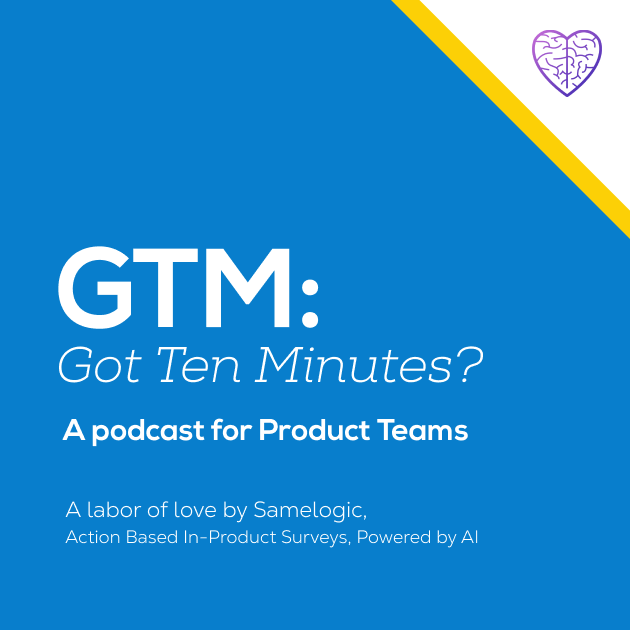 GTM:
Got Ten Minutes?
A podcast for Product Teams
A labor of love by Samelogic,
Action Based In-Product Surveys, Powered by AI